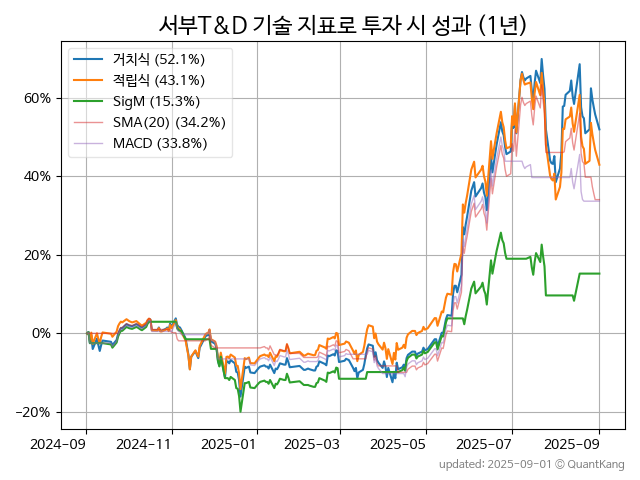 서부T&D 기술 지표로 투자 시 성과 (1년)
거치식 (52.1%)
적립식 (43.1%)
SigM (15.3%)
SMA(20) (34.2%)
MACD (33.8%)
60%
40%
20%
0%
−20%
2024-09 2024-11 2025-01 2025-03 2025-05 2025-07 2025-09
updated: 2025-09-01 © QuantKang